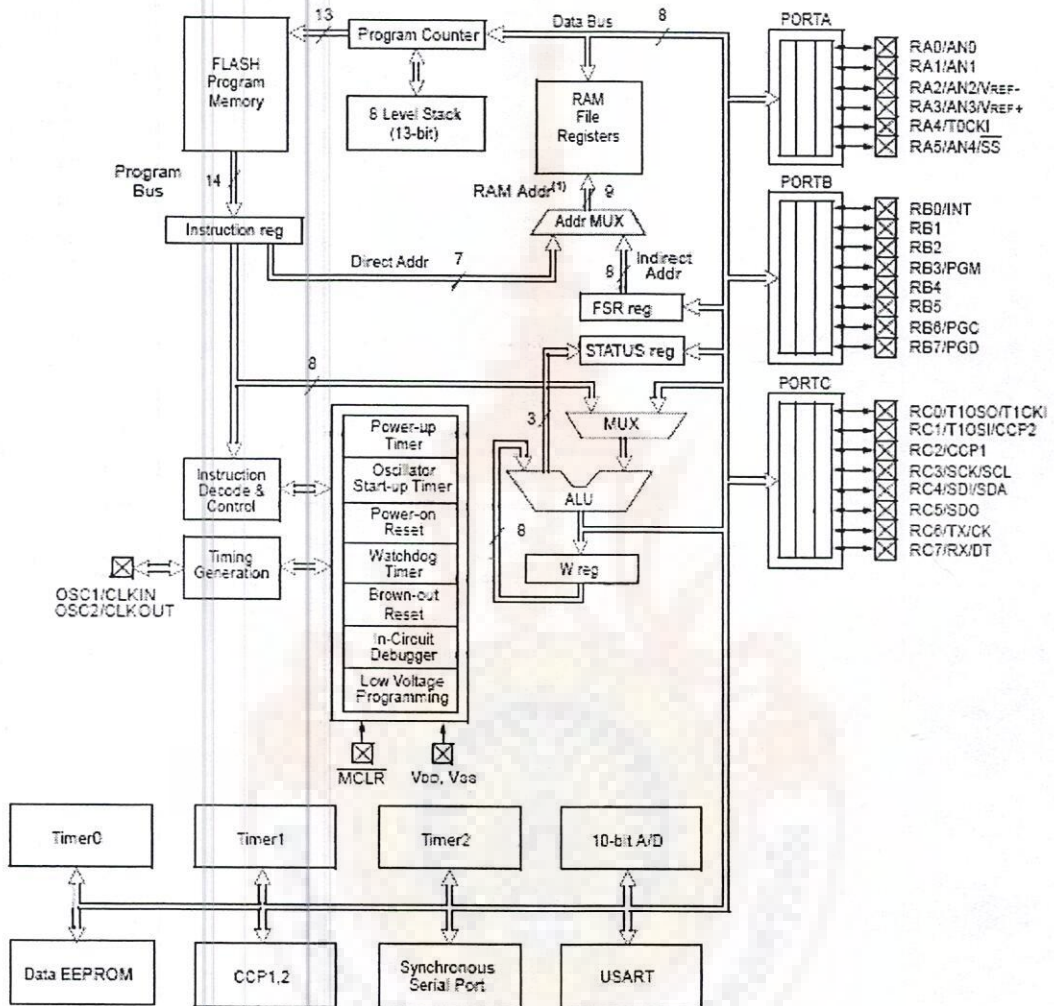 13
Program Counter
Data Bus
8
PORTA
FLASH
Program
Memory
8 Level Stack
(13-bit)
RAM
File
Registers
RA0/AN0
RA1/AN1
RA2/AN2/VREF-
RA3/AN3/VREF+
RA4/T0CKI
RA5/AN4/SS
Program
Bus
14
RAM Addr(1)
9
PORTB
Instruction reg
Addr MUX
Direct Addr
7
8
Indirect
Addr
FSR reg
RB0/INT
RB1
RB2
RB3/PGM
RB4
RB5
RB6/PGC
RB7/PGD
STATUS reg
8
PORTC
3
MUX
Power-up
Timer
Oscillator
Start-up Timer
Power-on
Reset
Watchdog
Timer
Brown-out
Reset
In-Circuit
Debugger
Low Voltage
Programming
Instruction
Decode &
Control
ALU
8
W reg
Timing
Generation
OSC1/CLKIN
OSC2/CLKOUT
RC0/T1OSO/T1CKI
RC1/T1OSI/CCP2
RC2/CCP1
RC3/SCK/SCL
RC4/SDI/SDA
RC5/SDO
RC6/TX/CK
RC7/RX/DT
MCLR
VDD, VSS
Timer0
Timer1
Timer2
10-bit A/D
Data EEPROM
CCP1,2
Synchronous
Serial Port
USART